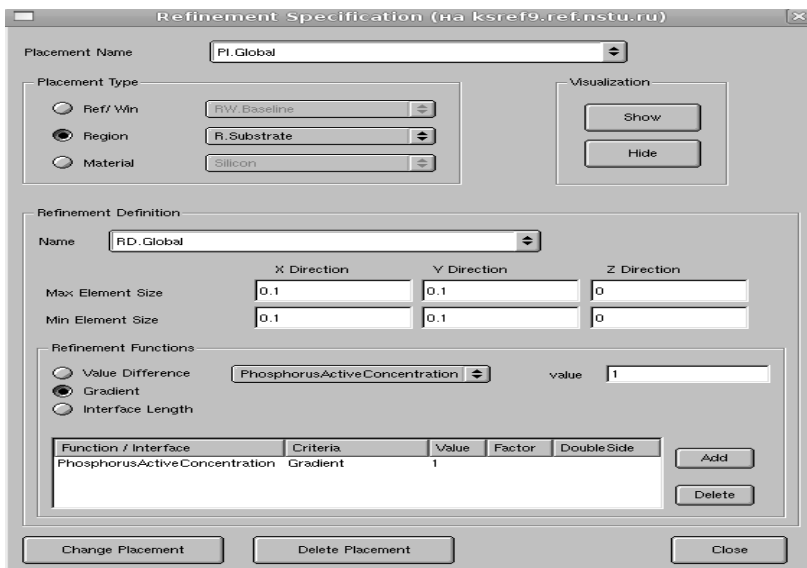 Refinement Specification (на ksref9.ref.nstu.ru)
Placement Name PI.Global
Placement Type
Ref/Win RW.Baseline
Region R.Substrate
Material Silicon
Visualization
Show
Hide
Refinement Definition
Name RD.Global
X Direction Y Direction Z Direction
Max Element Size 0.1 0.1 0
Min Element Size 0.1 0.1 0
Refinement Functions
Value Difference PhosphorusActiveConcentration value 1
Gradient
Interface Length
Function / Interface Criteria Value Factor DoubleSide
PhosphorusActiveConcentration Gradient 1
Add
Delete
Change Placement Delete Placement Close